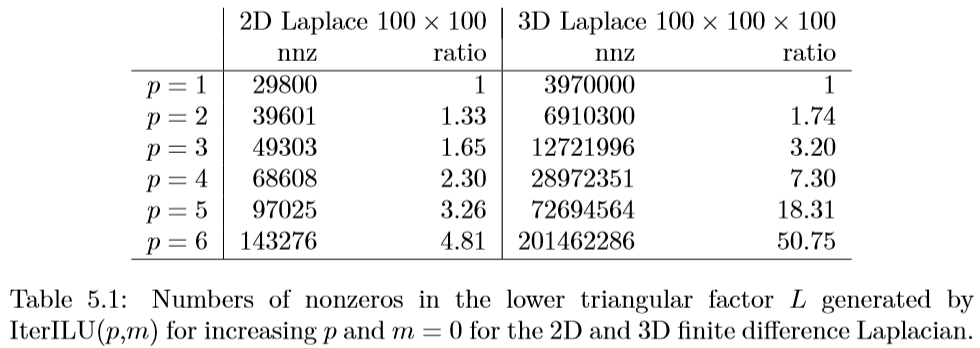 2D Laplace 100 × 100 3D Laplace 100 × 100 × 100
nnz ratio nnz ratio
p = 1 29800 1 3970000 1
p = 2 39601 1.33 6910300 1.74
p = 3 49303 1.65 12721996 3.20
p = 4 68608 2.30 28972351 7.30
p = 5 97025 3.26 72694564 18.31
p = 6 143276 4.81 201462286 50.75
Table 5.1: Numbers of nonzeros in the lower triangular factor L generated by
IterILU(p,m) for increasing p and m = 0 for the 2D and 3D finite difference Laplacian.